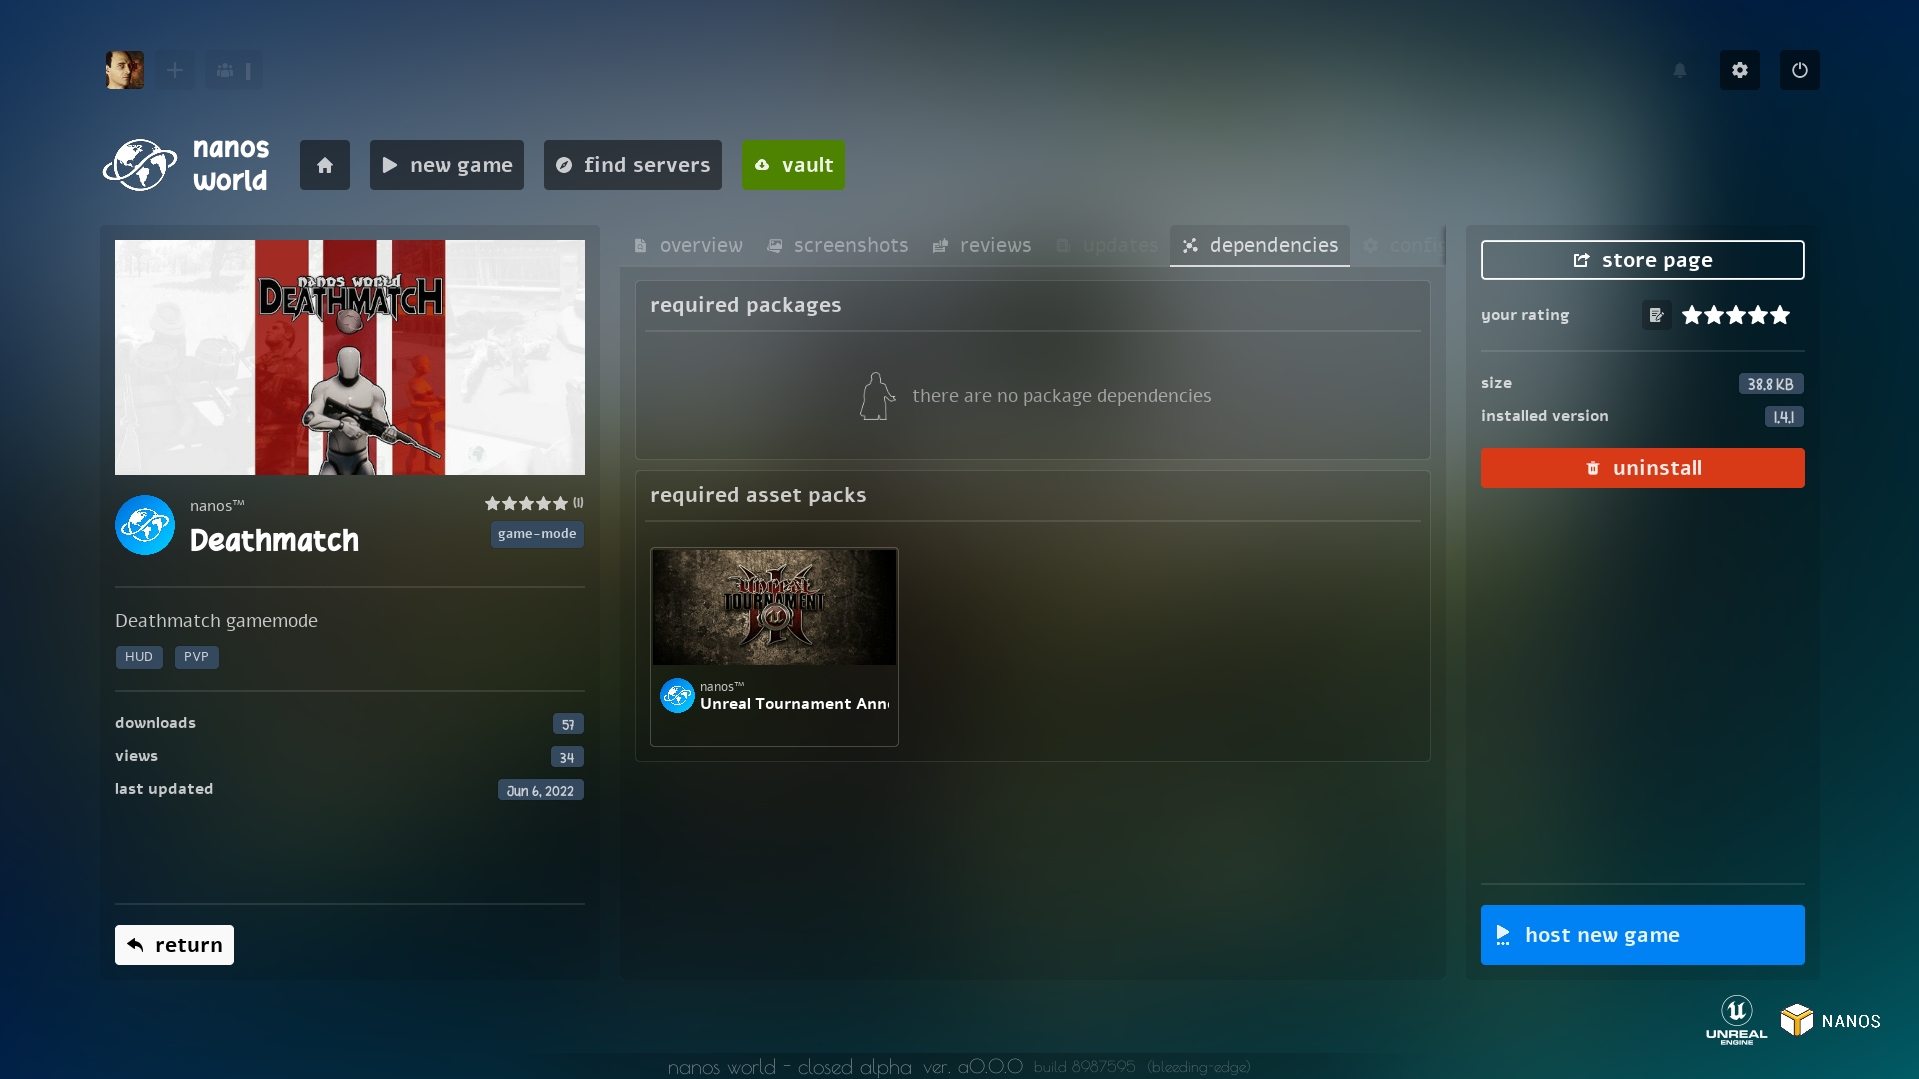 nanos
world
new game
find servers
vault
nanos world
DEATHMATCH
nanos™
(1)
Deathmatch
game-mode
Deathmatch gamemode
HUD
PVP
downloads
57
views
34
last updated
Jun 6, 2022
return
overview
screenshots
reviews
updates
dependencies
config
required packages
there are no package dependencies
required asset packs
Unreal
TOURNAMENT
nanos™
Unreal Tournament Ann
store page
your rating
size
38.8 KB
installed version
1.4.1
uninstall
host new game
UNREAL
ENGINE
NANOS
nanos world - closed alpha ver. a0.0.0 build 8987595 (bleeding-edge)